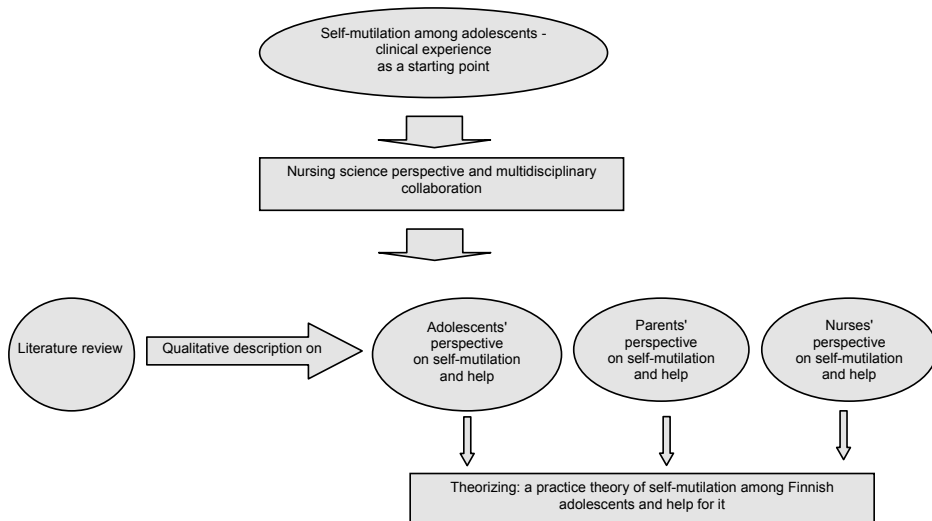 Self-mutilation among adolescents -
clinical experience
as a starting point
Nursing science perspective and multidisciplinary
collaboration
Literature review
Qualitative description on
Adolescents'
perspective
on self-mutilation
and help
Parents'
perspective
on self-mutilation
and help
Nurses'
perspective
on self-mutilation
and help
Theorizing: a practice theory of self-mutilation among Finnish
adolescents and help for it